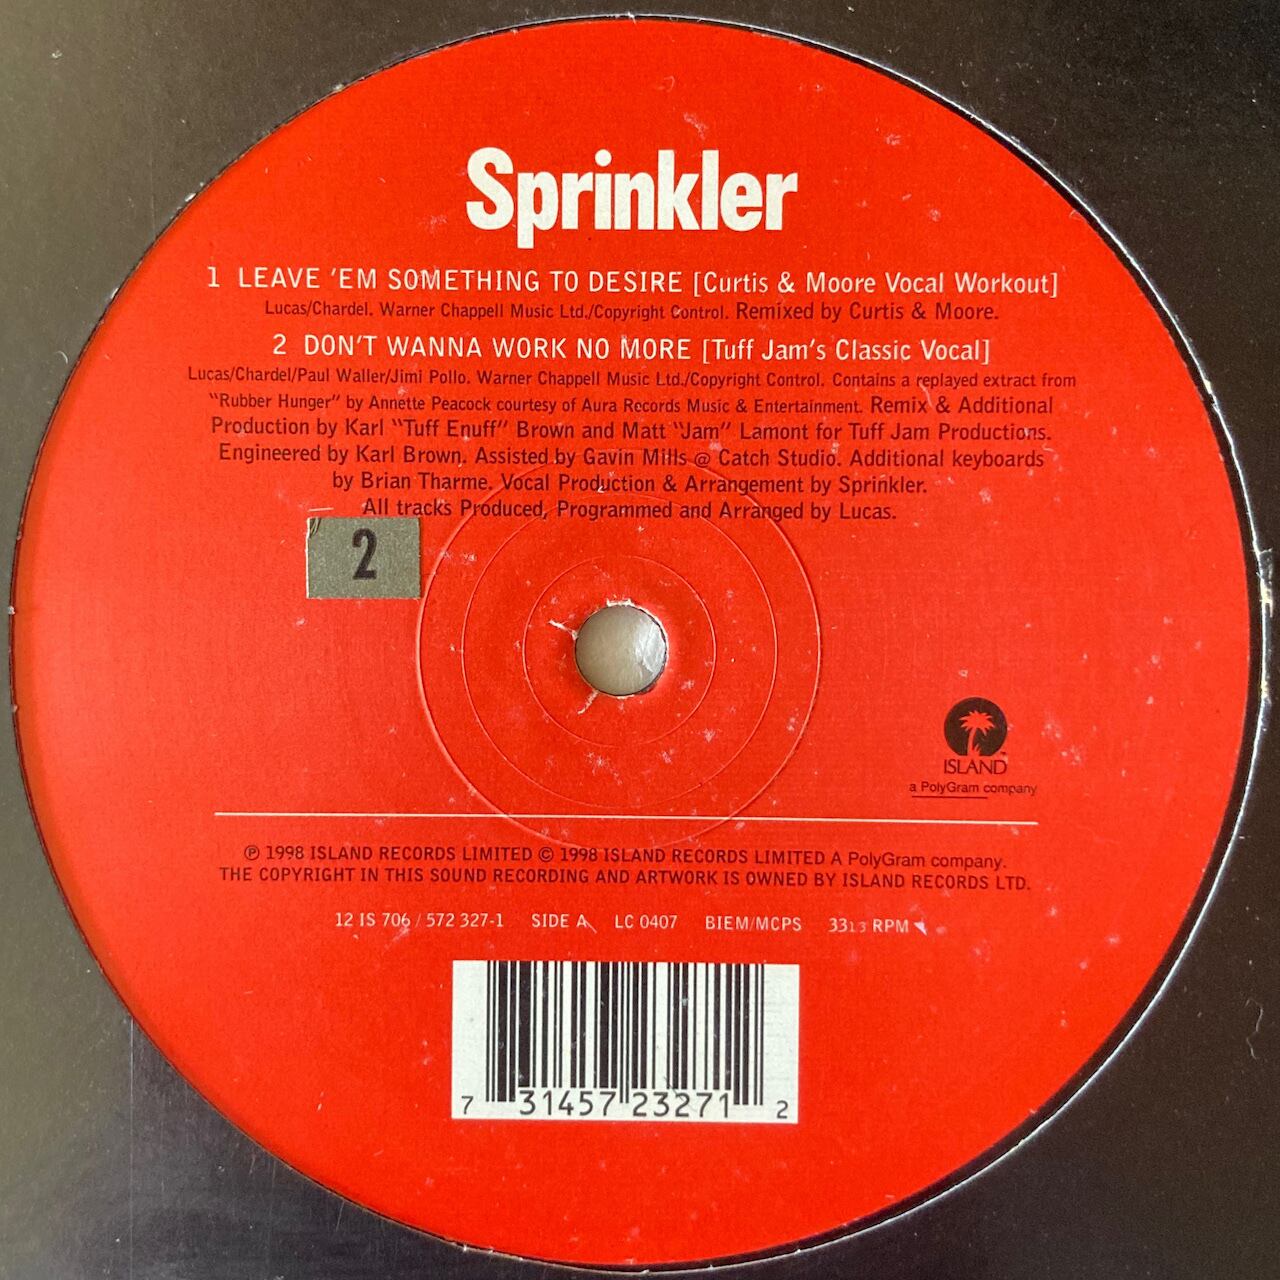 Sprinkler
1 LEAVE 'EM SOMETHING TO DESIRE [Curtis & Moore Vocal Workout]
Lucas/Chardel. Warner Chappell Music Ltd./Copyright Control. Remixed by Curtis & Moore.
2 DON'T WANNA WORK NO MORE [Tuff Jam's Classic Vocal]
Lucas/Chardel/Paul Waller/Jimi Pollo. Warner Chappell Music Ltd./Copyright Control. Contains a replayed extract from
"Rubber Hunger" by Annette Peacock courtesy of Aura Records Music & Entertainment. Remix & Additional
Production by Karl "Tuff Enuff" Brown and Matt "Jam" Lamont for Tuff Jam Productions.
Engineered by Karl Brown. Assisted by Gavin Mills @ Catch Studio. Additional keyboards
by Brian Tharme. Vocal Production & Arrangement by Sprinkler.
All tracks Produced, Programmed and Arranged by Lucas.
2
ISLAND
a PolyGram company
℗ 1998 ISLAND RECORDS LIMITED © 1998 ISLAND RECORDS LIMITED A PolyGram company.
THE COPYRIGHT IN THIS SOUND RECORDING AND ARTWORK IS OWNED BY ISLAND RECORDS LTD.
12 IS 706 / 572 327-1 SIDE A LC 0407 BIEM/MCPS 331/3 RPM
7 31457 23271 2